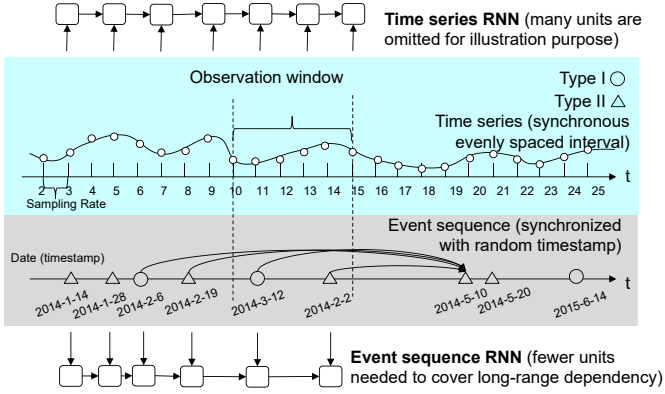 Time series RNN (many units are
omitted for illustration purpose)
Observation window
Type I
Type II
Time series (synchronous
evenly spaced interval)
2 3 4 5 6 7 8 9 10 11 12 13 14 15 16 17 18 19 20 21 22 23 24 25 t
Sampling Rate
Event sequence (synchronized
with random timestamp)
Date (timestamp)
t
2014-1-14 2014-1-28 2014-2-6 2014-2-19 2014-3-12 2014-2-2 2014-5-10 2014-5-20 2015-6-14
Event sequence RNN (fewer units
needed to cover long-range dependency)